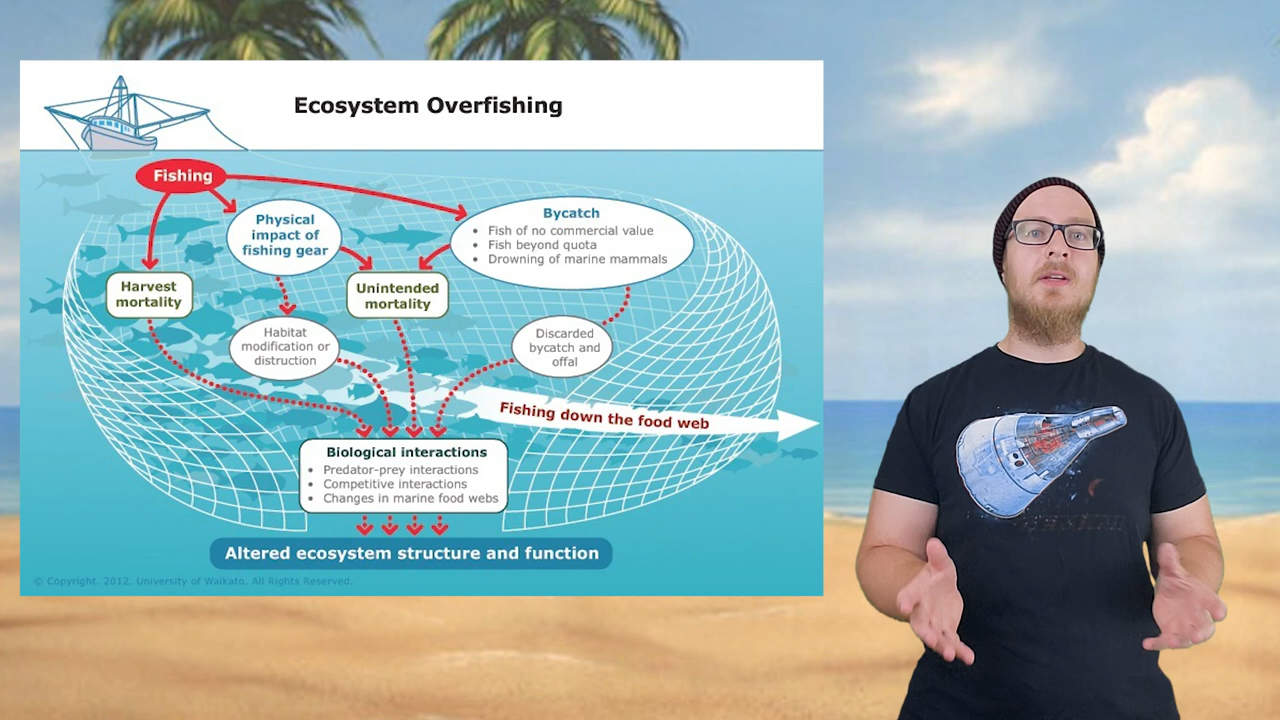 Ecosystem Overfishing
Fishing
Physical
impact of
fishing gear
Bycatch
• Fish of no commercial value
• Fish beyond quota
• Drowning of marine mammals
Harvest
mortality
Unintended
mortality
Habitat
modification or
distruction
Discarded
bycatch and
offal
Fishing down the food web
Biological interactions
• Predator-prey interactions
• Competitive interactions
• Changes in marine food webs
Altered ecosystem structure and function
© Copyright. 2012. University of Waikato. All Rights Reserved.